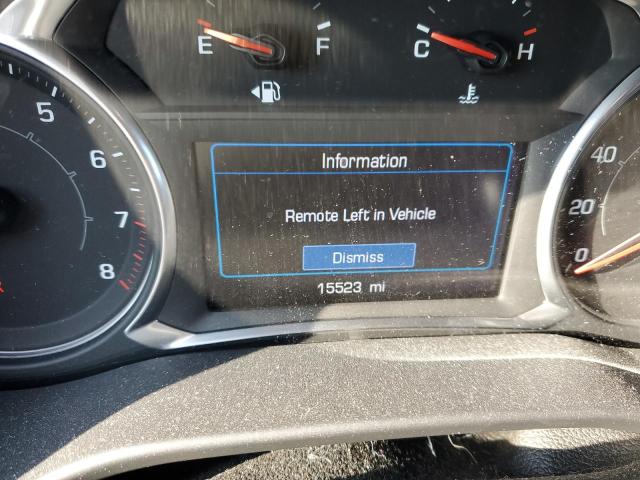 E F
C H
5
6
7
8
Information
Remote Left in Vehicle
Dismiss
15523 mi
40
20
0